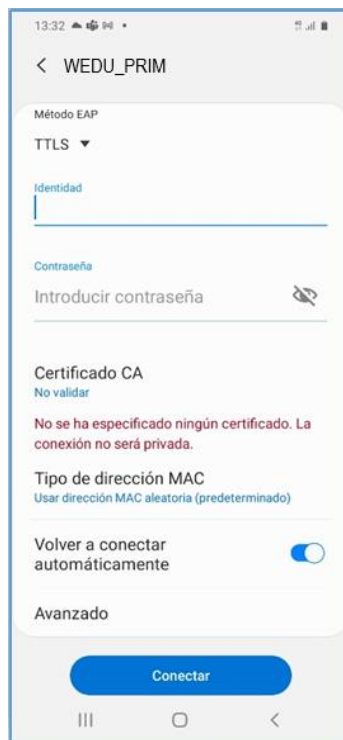 13:32
WEDU_PRIM
Método EAP
TTLS
Identidad
Contraseña
Introducir contraseña
Certificado CA
No validar
No se ha especificado ningún certificado. La
conexión no será privada.
Tipo de dirección MAC
Usar dirección MAC aleatoria (predeterminado)
Volver a conectar
automáticamente
Avanzado
Conectar